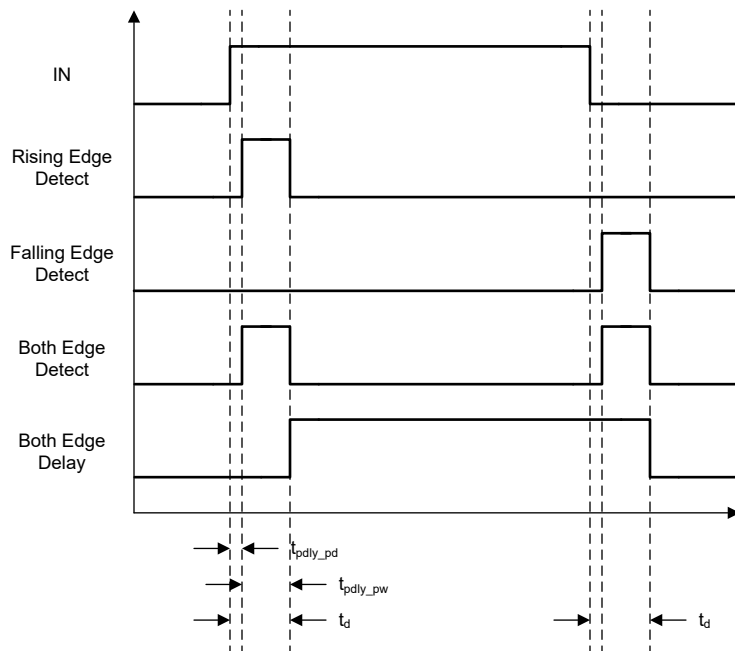 IN
Rising Edge
Detect
Falling Edge
Detect
Both Edge
Detect
Both Edge
Delay
tpdly_pd
tpdly_pw
td
td